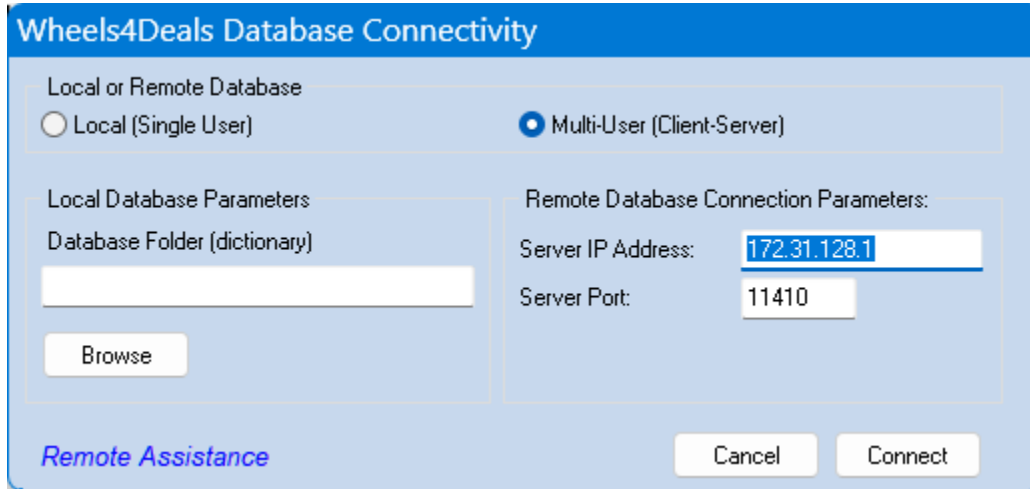 Wheels4Deals Database Connectivity
Local or Remote Database
Local (Single User)
Multi-User (Client-Server)
Local Database Parameters
Database Folder (dictionary)
Browse
Remote Database Connection Parameters:
Server IP Address: 172.31.128.1
Server Port: 11410
Remote Assistance
Cancel
Connect